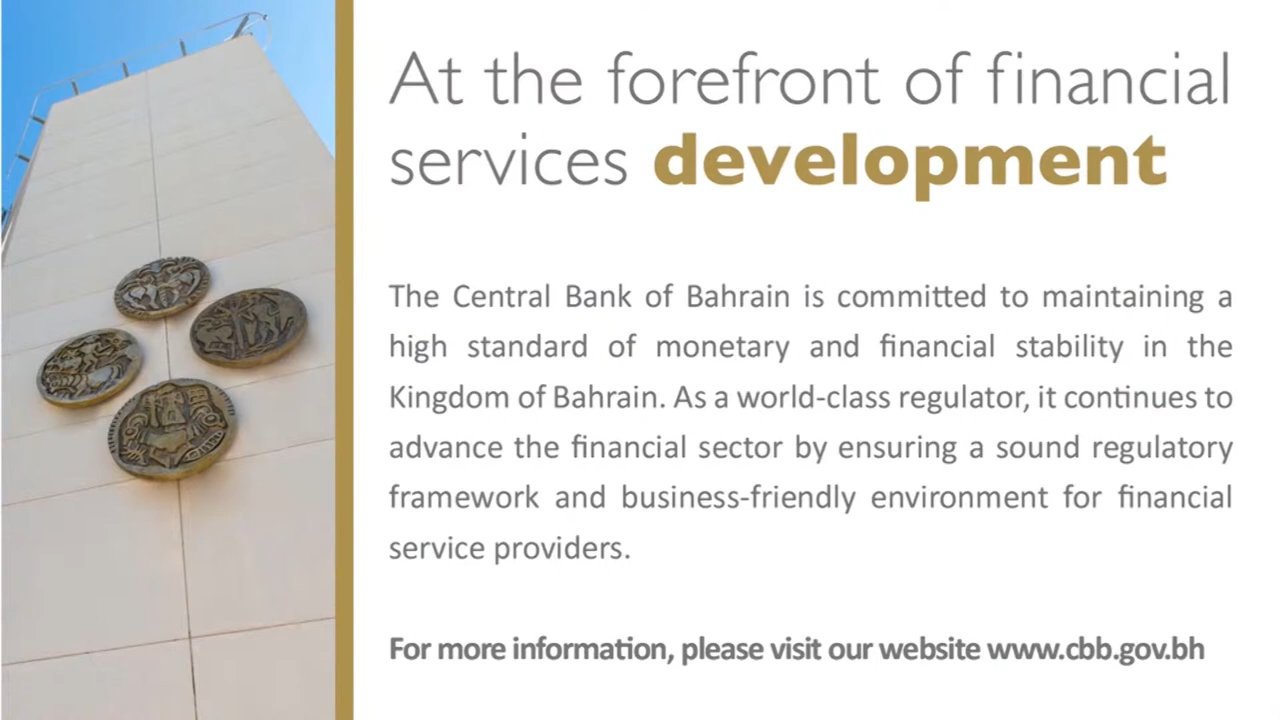 At the forefront of financial
services development
The Central Bank of Bahrain is committed to maintaining a
high standard of monetary and financial stability in the
Kingdom of Bahrain. As a world-class regulator, it continues to
advance the financial sector by ensuring a sound regulatory
framework and business-friendly environment for financial
service providers.
For more information, please visit our website www.cbb.gov.bh